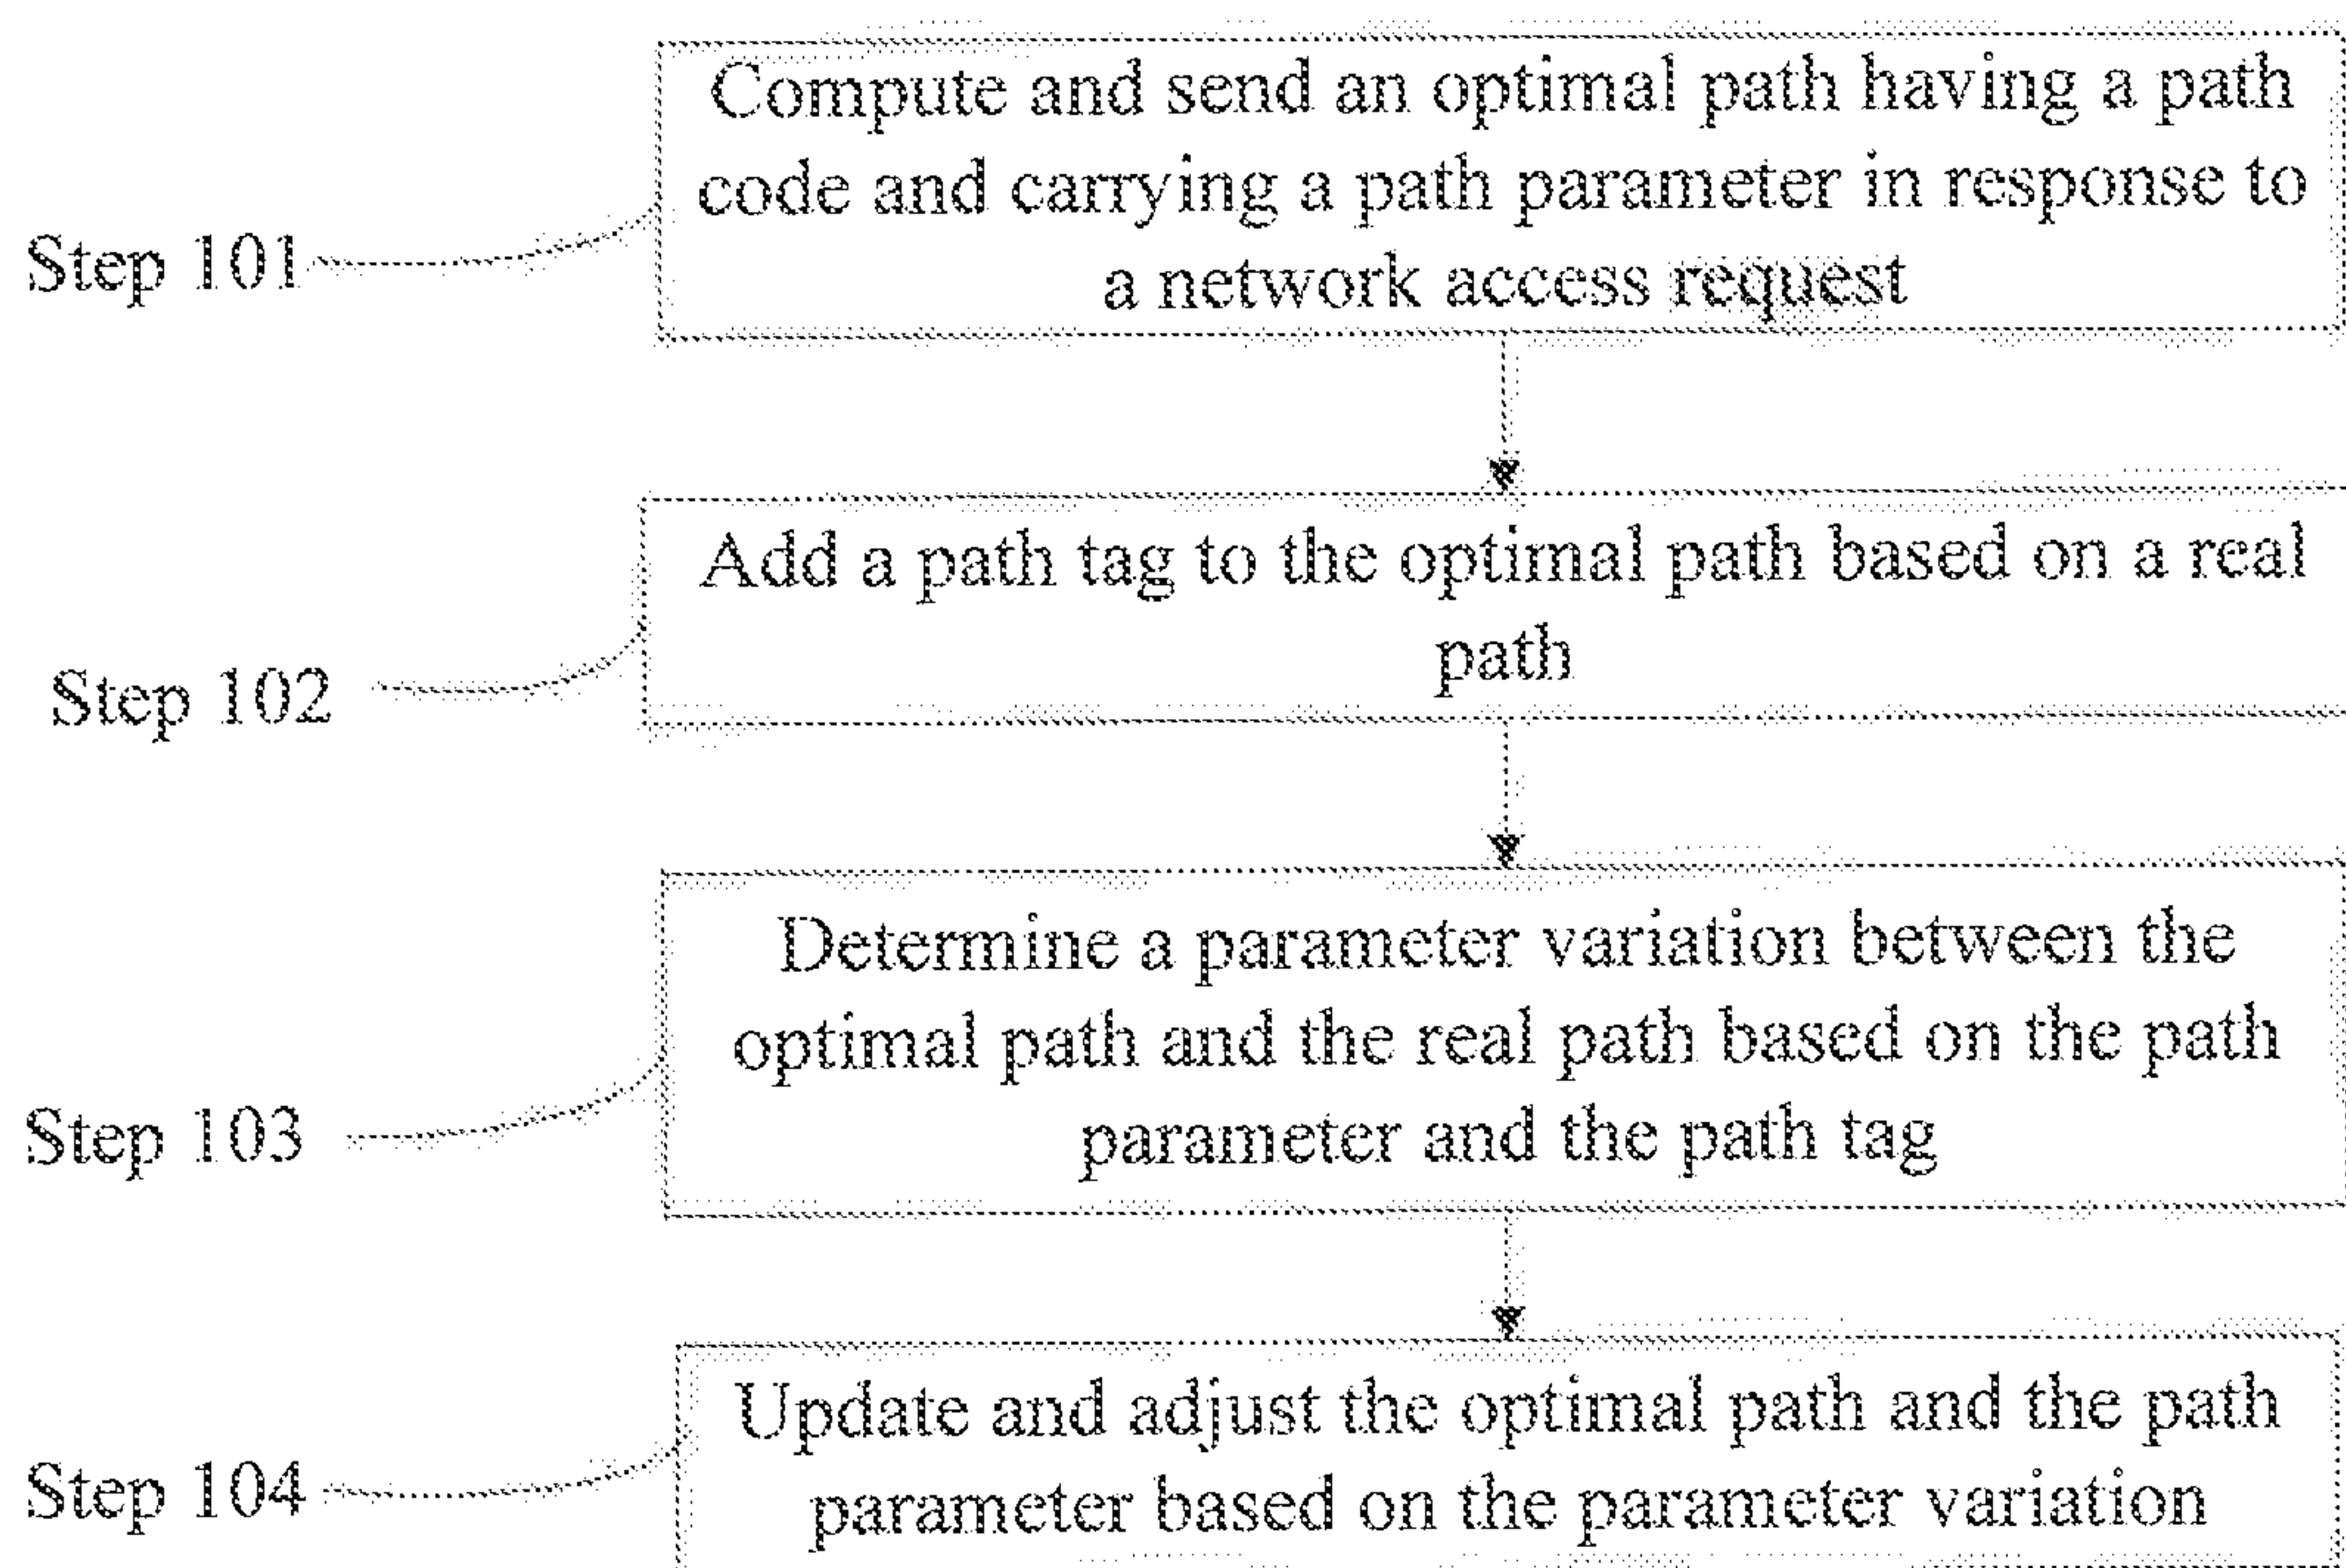 Compute and send an optimal path having a path
code and carrying a path parameter in response to
a network access request
Step 101
Add a path tag to the optimal path based on a real
path
Step 102
Determine a parameter variation between the
optimal path and the real path based on the path
parameter and the path tag
Step 103
Update and adjust the optimal path and the path
parameter based on the parameter variation
Step 104